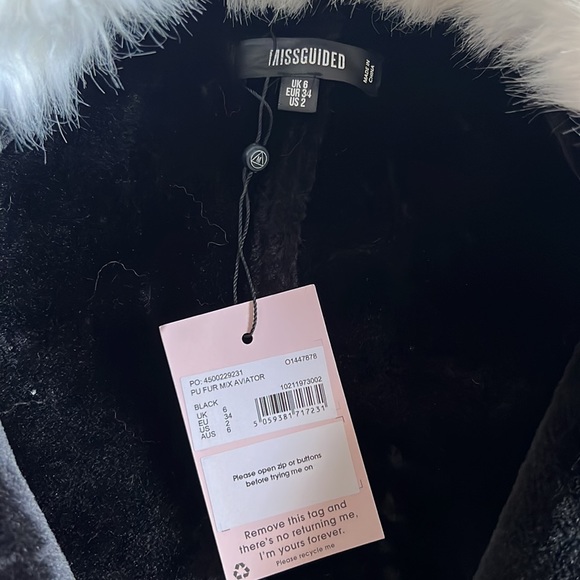 MISSGUIDED
MADE IN
CHINA
UK 6
EUR 34
US 2
PO: 4500229231 O1447878
PU FUR MIX AVIATOR
BLACK 10211973002
UK 6
EU 34
US 2
AUS 6
5 059381 717231
Please open zip or buttons
before trying me on
Remove this tag and
there's no returning me,
I'm yours forever.
Please recycle me